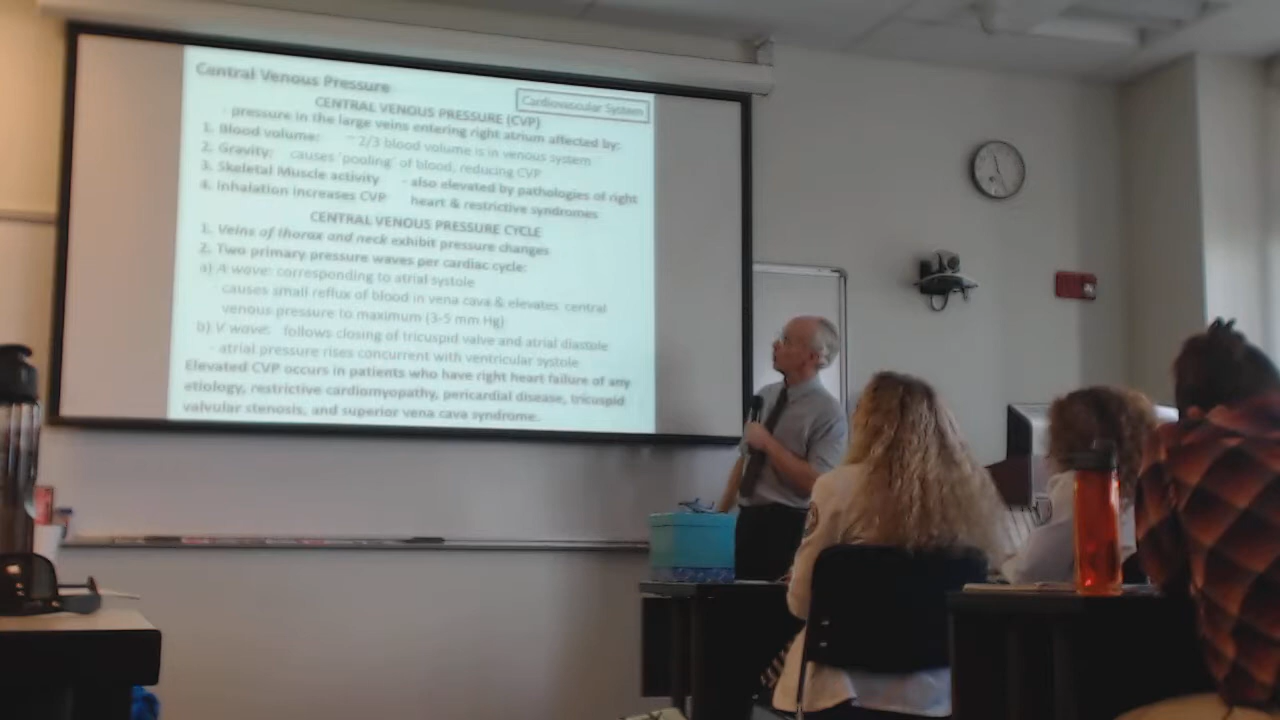 Central Venous Pressure
Cardiovascular System
CENTRAL VENOUS PRESSURE (CVP)
- pressure in the large veins entering right atrium affected by:
1. Blood volume: ~ 2/3 blood volume is in venous system
2. Gravity: causes 'pooling' of blood, reducing CVP
3. Skeletal Muscle activity - also elevated by pathologies of right
4. Inhalation increases CVP heart & restrictive syndromes
CENTRAL VENOUS PRESSURE CYCLE
1. Veins of thorax and neck exhibit pressure changes
2. Two primary pressure waves per cardiac cycle:
a) A wave: corresponding to atrial systole
causes small reflux of blood in vena cava & elevates central
venous pressure to maximum (3-5 mm Hg)
b) V wave: follows closing of tricuspid valve and atrial diastole
- atrial pressure rises concurrent with ventricular systole
Elevated CVP occurs in patients who have right heart failure of any
etiology, restrictive cardiomyopathy, pericardial disease, tricuspid
valvular stenosis, and superior vena cava syndrome.